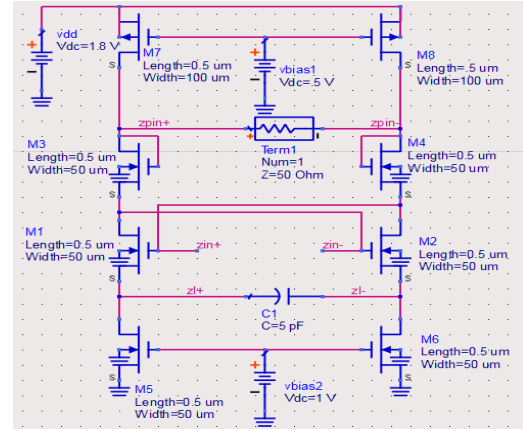 vdd
Vdc=1.8 V
M7
Length=0.5 um
Width=100 um
vbias1
Vdc=.5 V
M8
Length=.5 um
Width=100 um
S
S
zpin+
zpin-
Term1
Num=1
Z=50 Ohm
M3
Length=0.5 um
Width=50 um
M4
Length=0.5 um
Width=50 um
S
S
M1
Length=0.5 um
Width=50 um
zin+
zin-
M2
Length=0.5 um
Width=50 um
S
S
zl+
zl-
C1
C=5 pF
M6
Length=0.5 um
Width=50 um
S
S
M5
Length=0.5 um
Width=50 um
vbias2
Vdc=1 V